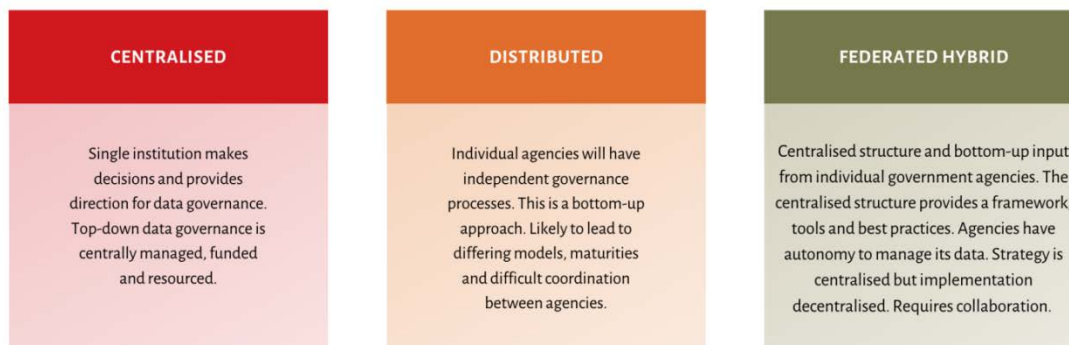 CENTRALISED
Single institution makes
decisions and provides
direction for data governance.
Top-down data governance is
centrally managed, funded
and resourced.
DISTRIBUTED
Individual agencies will have
independent governance
processes. This is a bottom-up
approach. Likely to lead to
differing models, maturities
and difficult coordination
between agencies.
FEDERATED HYBRID
Centralised structure and bottom-up input
from individual government agencies. The
centralised structure provides a framework,
tools and best practices. Agencies have
autonomy to manage its data. Strategy is
centralised but implementation
decentralised. Requires collaboration.